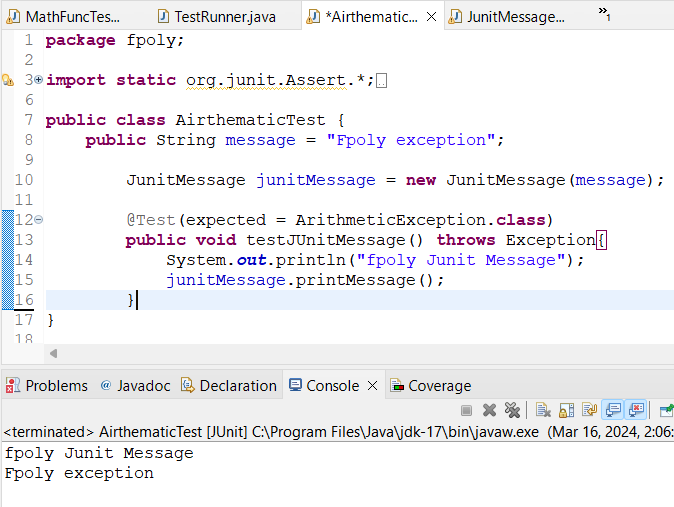 MathFuncTes...
TestRunner.java
*Airthematic...
JunitMessage...
»1
1 package fpoly;
2
3 import static org.junit.Assert.*;
6
7 public class AirthematicTest {
8 public String message = "Fpoly exception";
9
10 JunitMessage junitMessage = new JunitMessage(message);
11
12 @Test(expected = ArithmeticException.class)
13 public void testJUnitMessage() throws Exception{
14 System.out.println("fpoly Junit Message");
15 junitMessage.printMessage();
16 }
17 }
18
Problems @ Javadoc Declaration Console Coverage
<terminated> AirthematicTest [JUnit] C:\Program Files\Java\jdk-17\bin\javaw.exe (Mar 16, 2024, 2:06:
fpoly Junit Message
Fpoly exception